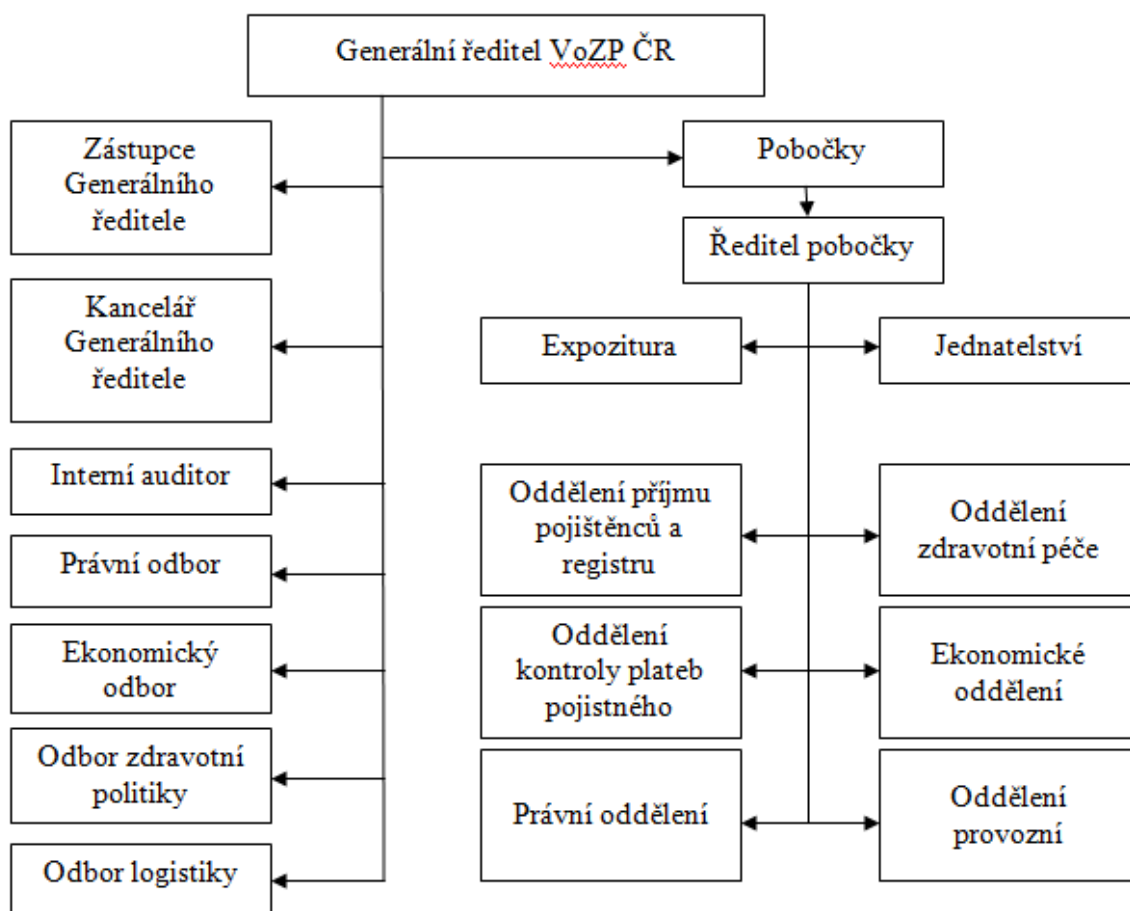 Generální ředitel VoZP ČR
Zástupce
Generálního
ředitele
Kancelář
Generálního
ředitele
Interní auditor
Právní odbor
Ekonomický
odbor
Odbor zdravotní
politiky
Odbor logistiky
Pobočky
Ředitel pobočky
Expozitura
Jednatelství
Oddělení příjmu
pojištěnců a
registru
Oddělení
zdravotní péče
Oddělení
kontroly plateb
pojistného
Ekonomické
oddělení
Právní oddělení
Oddělení
provozní